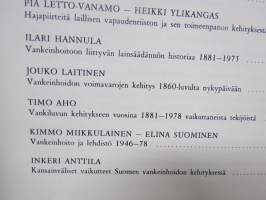 PIA LETTO-VANAMO – HEIKKI YLIKANGAS
Hajapiirteitä laillisen vapaudenriiston ja sen toimeenpanon kehityksestä
ILARI HANNULA
Vankeinhoitoon liittyvän lainsäädännön historiaa 1881–1975
JOUKO LAITINEN
Vankeinhoidon voimavarojen kehitys 1860-luvulta nykypäivään
TIMO AHO
Vankiluvun kehitykseen vuosina 1881–1978 vaikuttaneista tekijöistä
KIMMO MIIKKULAINEN – ELINA SUOMINEN
Vankeinhoito ja lehdistö 1946–78
INKERI ANTTILA
Kansainväliset vaikutteet Suomen vankeinhoidon kehityksessä